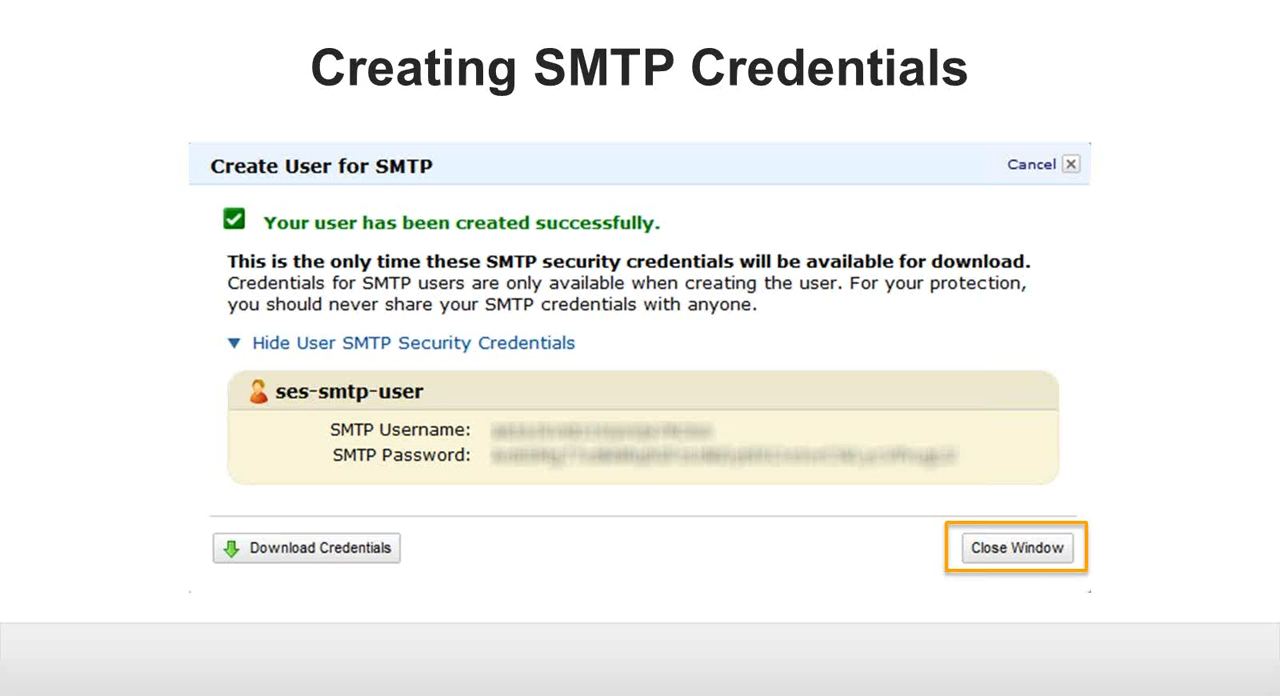 Creating SMTP Credentials
Create User for SMTP
Cancel
Your user has been created successfully.
This is the only time these SMTP security credentials will be available for download.
Credentials for SMTP users are only available when creating the user. For your protection,
you should never share your SMTP credentials with anyone.
Hide User SMTP Security Credentials
ses-smtp-user
SMTP Username:
SMTP Password:
Download Credentials
Close Window